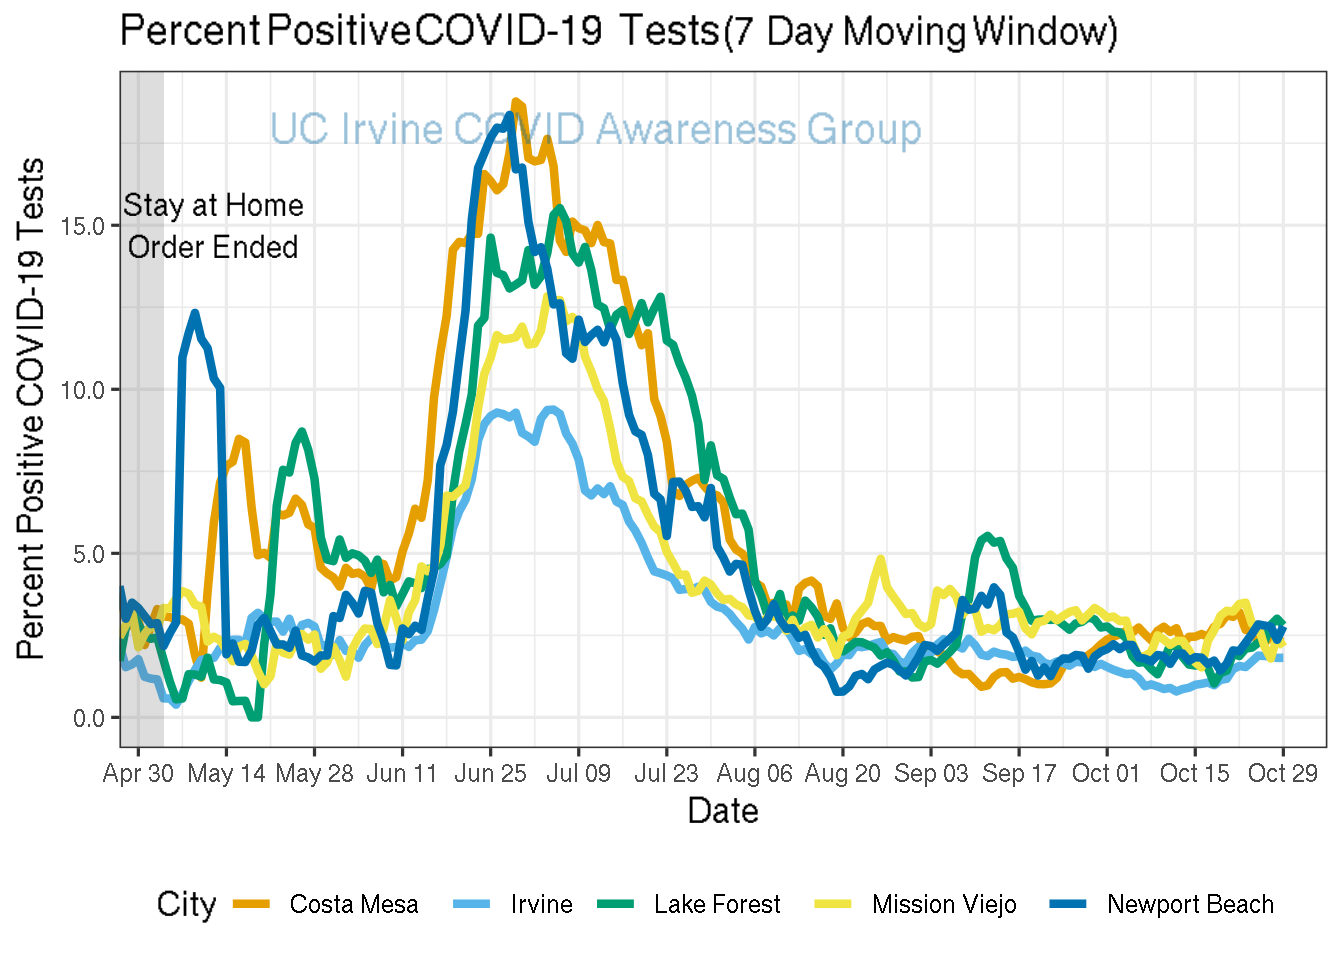 Percent Positive COVID-19 Tests (7 Day Moving Window)
UC Irvine COVID Awareness Group
Stay at Home
Order Ended
Percent Positive COVID-19 Tests
15.0
10.0
5.0
0.0
Apr 30 May 14 May 28 Jun 11 Jun 25 Jul 09 Jul 23 Aug 06 Aug 20 Sep 03 Sep 17 Oct 01 Oct 15 Oct 29
Date
City Costa Mesa Irvine Lake Forest Mission Viejo Newport Beach